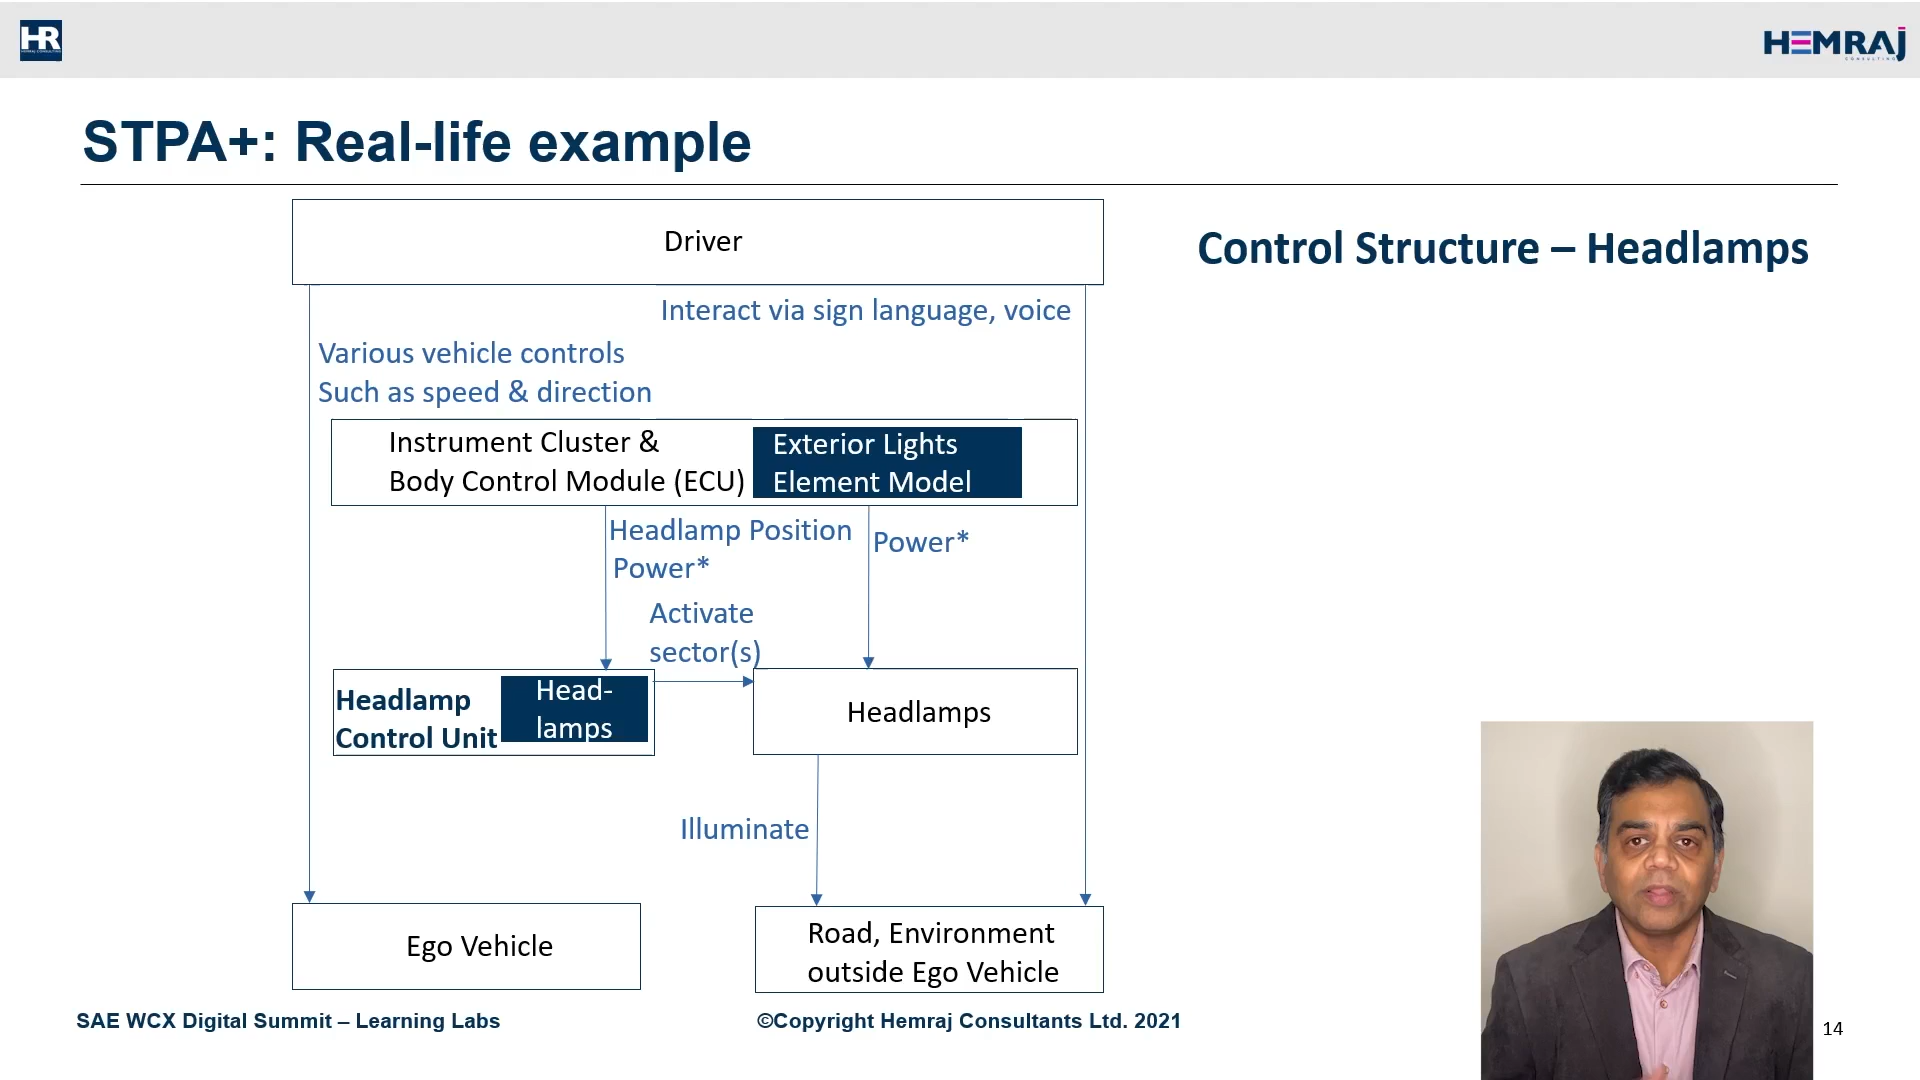 HR
HEMRAJ
CONSULTING
STPA+: Real-life example
Driver
Control Structure – Headlamps
Interact via sign language, voice
Various vehicle controls
Such as speed & direction
Instrument Cluster &
Body Control Module (ECU)
Exterior Lights
Element Model
Headlamp Position
Power*
Power*
Activate
sector(s)
Headlamp
Control Unit
Head-
lamps
Headlamps
Illuminate
Ego Vehicle
Road, Environment
outside Ego Vehicle
SAE WCX Digital Summit – Learning Labs
©Copyright Hemraj Consultants Ltd. 2021
14